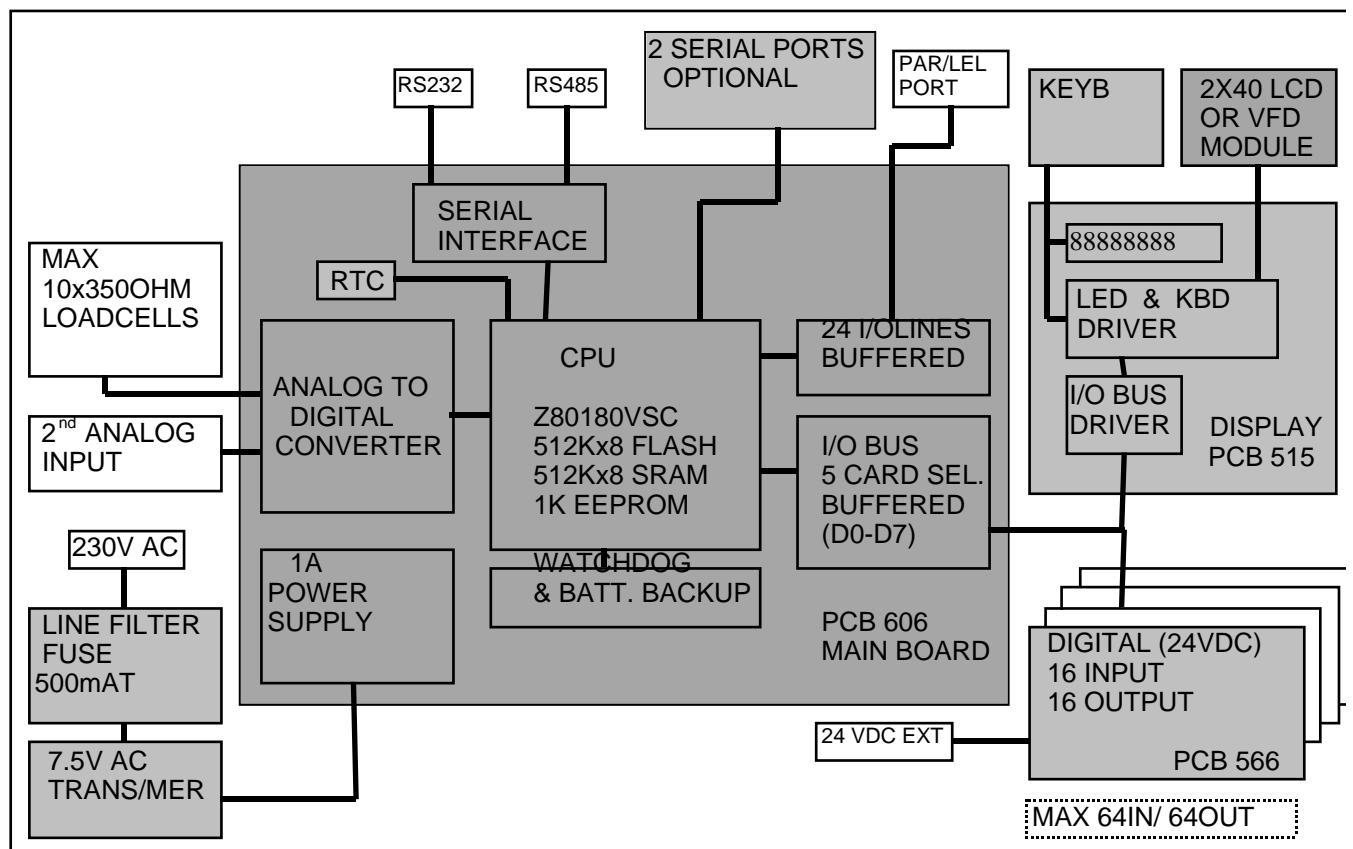 2 SERIAL PORTS
OPTIONAL
PAR/LEL
PORT
RS232
RS485
KEYB
2X40 LCD
OR VFD
MODULE
SERIAL
INTERFACE
88888888
MAX
10x350OHM
LOADCELLS
RTC
LED & KBD
DRIVER
ANALOG TO
DIGITAL
CONVERTER
CPU
Z80180VSC
512Kx8 FLASH
512Kx8 SRAM
1K EEPROM
24 I/OLINES
BUFFERED
I/O BUS
DRIVER
DISPLAY
PCB 515
2nd ANALOG
INPUT
I/O BUS
5 CARD SEL.
BUFFERED
(D0-D7)
230V AC
1A
POWER
SUPPLY
WATCHDOG
& BATT. BACKUP
PCB 606
MAIN BOARD
LINE FILTER
FUSE
500mAT
DIGITAL (24VDC)
16 INPUT
16 OUTPUT
PCB 566
24 VDC EXT
7.5V AC
TRANS/MER
MAX 64IN/ 64OUT